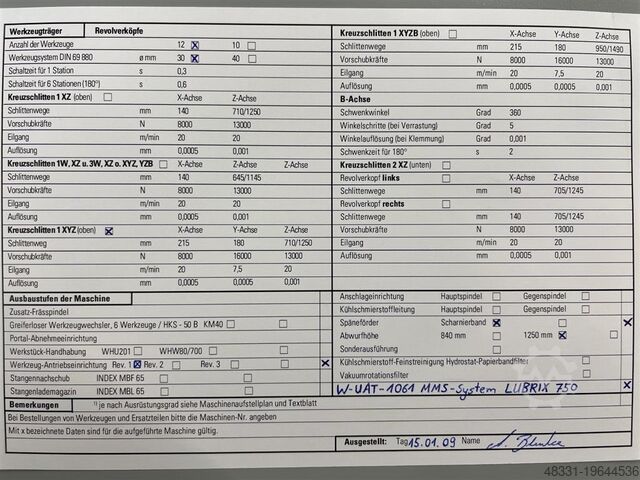 Werkzeugträger Revolverköpfe
Anzahl der Werkzeuge 12 ☒ 10 ☐
Werkzeugsystem DIN 69 880 ø mm 30 ☒ 40 ☐
Schaltzeit für 1 Station s 0,3
Schaltzeit für 6 Stationen (180°) s 0,6
Kreuzschlitten 1 XZ (oben) ☐ X-Achse Z-Achse
Schlittenwege mm 140 710/1250
Vorschubkräfte N 8000 13000
Eilgang m/min 20 20
Auflösung mm 0,0005 0,001
Kreuzschlitten 1W, XZ u. 3W, XZ o. XYZ, YZB ☐ X-Achse Z-Achse
Schlittenwege mm 140 645/1145
Vorschubkräfte N 8000 13000
Eilgang m/min 20 20
Auflösung mm 0,0005 0,001
Kreuzschlitten 1 XYZ (oben) ☒ X-Achse Y-Achse Z-Achse
Schlittenweg mm 215 180 710/1250
Vorschubkräfte N 8000 16000 13000
Eilgang m/min 20 7,5 20
Auflösung mm 0,0005 0,0005 0,001
Kreuzschlitten 1 XYZB (oben) ☐ X-Achse Y-Achse Z-Achse
Schlittenwege mm 215 180 950/1490
Vorschubkräfte N 8000 16000 13000
Eilgang m/min 20 7,5 20
Auflösung mm 0,0005 0,0005 0,001
B-Achse
Schwenkwinkel Grad 360
Winkelschritte (bei Verrastung) Grad 5
Winkelauflösung (bei Klemmung) Grad 0,001
Schwenkzeit für 180° s 2
Kreuzschlitten 2 XZ (unten) ☐
Revolverkopf links ☐ X-Achse Z-Achse
Schlittenwege mm 140 705/1245
Revolverkopf rechts ☐
Schlittenwege mm 140 705/1245
Vorschubkräfte N 8000 13000
Eilgang m/min 20 20
Auflösung mm 0,0005 0,001
Ausbaustufen der Maschine
Zusatz-Frässpindel
Greiferloser Werkzeugwechsler, 6 Werkzeuge / HKS - 50 B KM40 ☐
Portal-Abnahmeeinrichtung
Werkstück-Handhabung WHU201 ☐ WHW80/700 ☐
Werkzeug-Antriebseinrichtung Rev. 1 ☒ Rev. 2 ☐ Rev. 3 ☐ x
Stangennachschub INDEX MBF 65 ☐
Stangenlademagazin INDEX MBL 65 ☐
Anschlageinrichtung Hauptspindel ☐ Gegenspindel ☐
Kühlschmierstoffleitung Hauptspindel ☐ Gegenspindel ☐
Späneförder Scharnierband ☒ ☐
Abwurfhöhe 840 mm ☐ 1250 mm ☒
Sonderausführung ☐
Kühlschmierstoff-Feinstreinigung Hydrostat-Papierbandfilter ☐
Vakuumrotationsfilter ☐
W-UAT-1061 MMS-System LUBRIX 750 x
Bemerkungen ¹⁾ je nach Ausrüstungsgrad siehe Maschinenaufstellplan und Textblatt
Bei Bestellungen von Werkzeugen und Ersatzteilen bitte die Maschinen-Nr. angeben
Mit x bezeichnete Daten sind für die aufgeführte Maschine gültig.
Ausgestellt: Tag 15.01.09 Name
48331-19644536